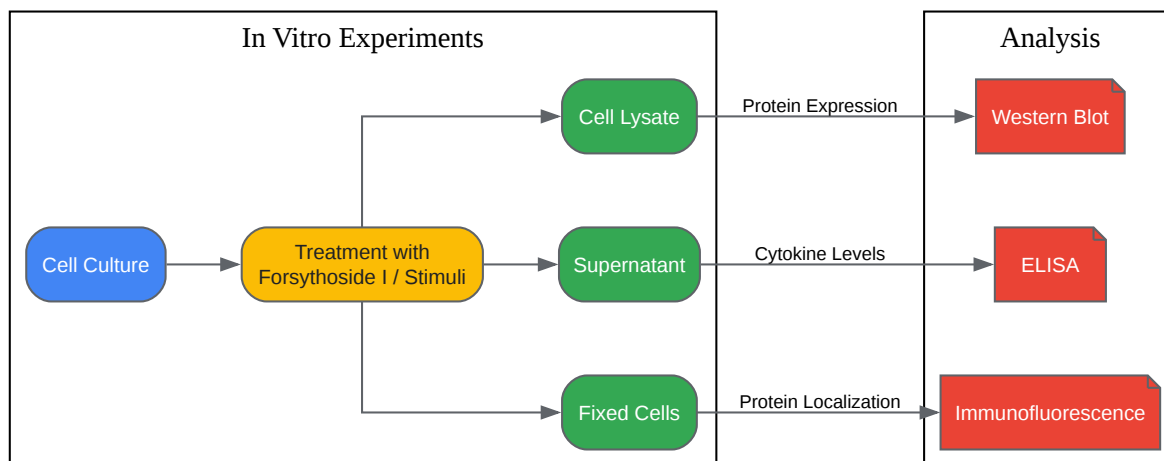 In Vitro Experiments
Analysis
Cell Lysate
Protein Expression
Western Blot
Cell Culture
Treatment with
Forsythoside I / Stimuli
Supernatant
Cytokine Levels
ELISA
Fixed Cells
Protein Localization
Immunofluorescence